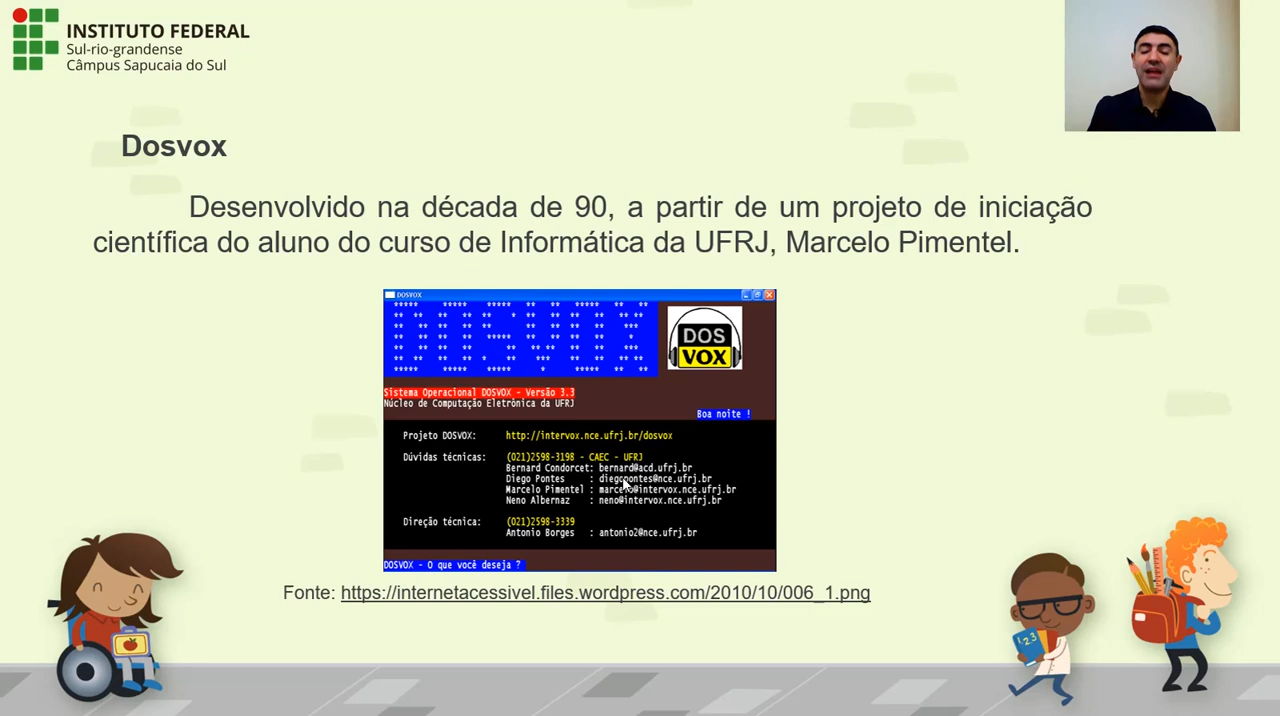 INSTITUTO FEDERAL
Sul-rio-grandense
Câmpus Sapucaia do Sul
Dosvox
Desenvolvido na década de 90, a partir de um projeto de iniciação
científica do aluno do curso de Informática da UFRJ, Marcelo Pimentel.
DOSVOX
DOS
VOX
Sistema Operacional DOSVOX - Versão 3.3
Núcleo de Computação Eletrônica da UFRJ
Boa noite !
Projeto DOSVOX: http://intervox.nce.ufrj.br/dosvox
Dúvidas técnicas: (021)2598-3198 - CAEC - UFRJ
Bernard Condorcet: bernard@acd.ufrj.br
Diego Pontes : diegopontes@nce.ufrj.br
Marcelo Pimentel : marcelo@intervox.nce.ufrj.br
Neno Albernaz : neno@intervox.nce.ufrj.br
Direção técnica: (021)2598-3339
Antonio Borges : antonio2@nce.ufrj.br
DOSVOX - O que você deseja ?
Fonte: https://internetacessivel.files.wordpress.com/2010/10/006_1.png
123